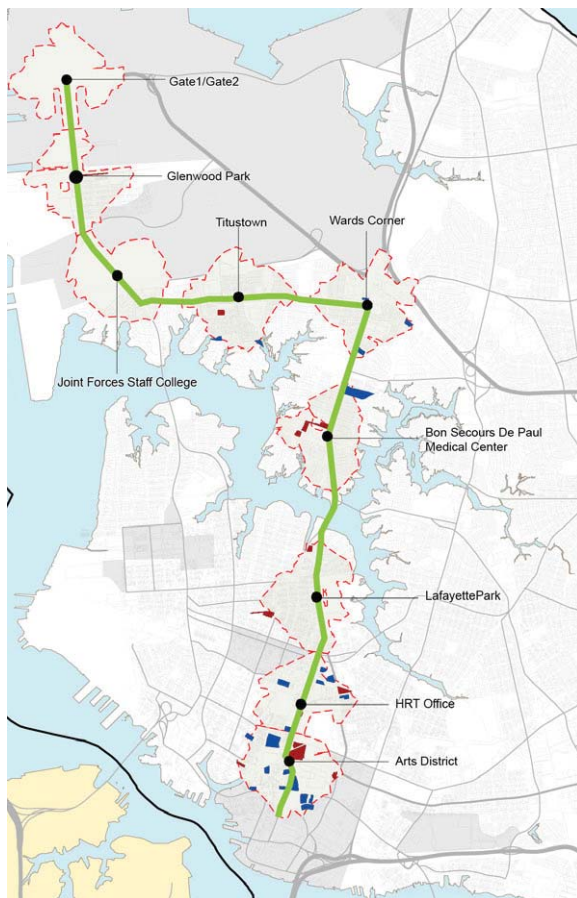 Gate1/Gate2
Glenwood Park
Titustown
Wards Corner
Joint Forces Staff College
Bon Secours De Paul
Medical Center
LafayettePark
HRT Office
Arts District